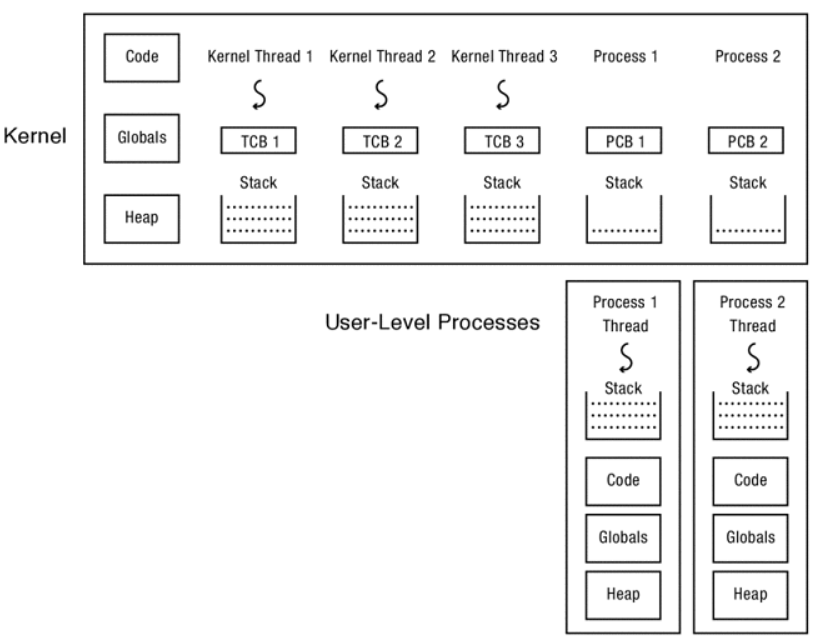 Kernel
Code
Globals
Heap
Kernel Thread 1
TCB 1
Stack
Kernel Thread 2
TCB 2
Stack
Kernel Thread 3
TCB 3
Stack
Process 1
PCB 1
Stack
Process 2
PCB 2
Stack
User-Level Processes
Process 1
Thread
Stack
Code
Globals
Heap
Process 2
Thread
Stack
Code
Globals
Heap